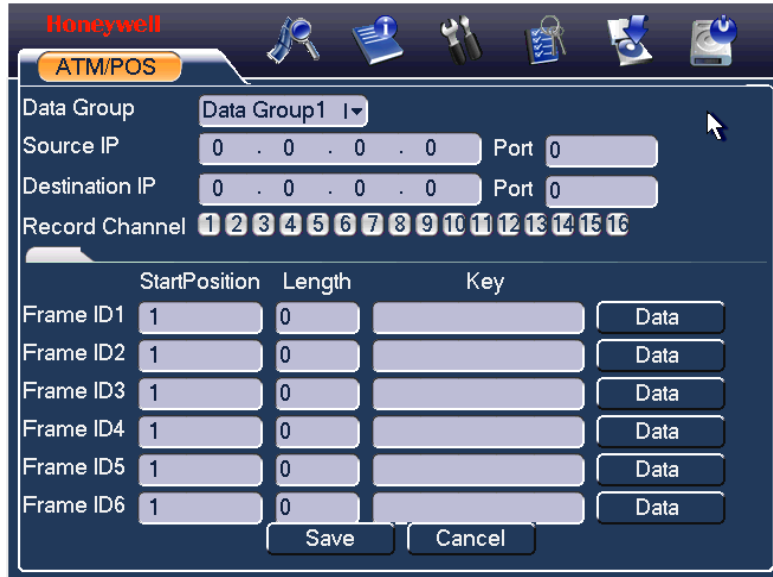 Honeywell
ATM/POS
Data Group Data Group1
Source IP 0 . 0 . 0 . 0 Port 0
Destination IP 0 . 0 . 0 . 0 Port 0
Record Channel 1 2 3 4 5 6 7 8 9 10 11 12 13 14 15 16
StartPosition Length Key
Frame ID1 1 0 Data
Frame ID2 1 0 Data
Frame ID3 1 0 Data
Frame ID4 1 0 Data
Frame ID5 1 0 Data
Frame ID6 1 0 Data
Save Cancel